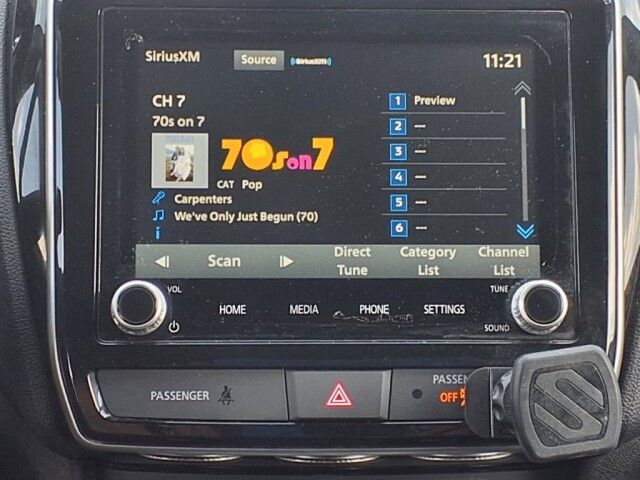 SiriusXM
Source
SiriusXM
11:21
CH 7
70s on 7
70s on 7
CAT Pop
Carpenters
We've Only Just Begun (70)
1 Preview
2 ---
3 ---
4 ---
5 ---
6 ---
Scan
Direct Tune
Category List
Channel List
VOL
HOME
MEDIA
PHONE
SETTINGS
TUNE
SOUND
PASSENGER
OFF